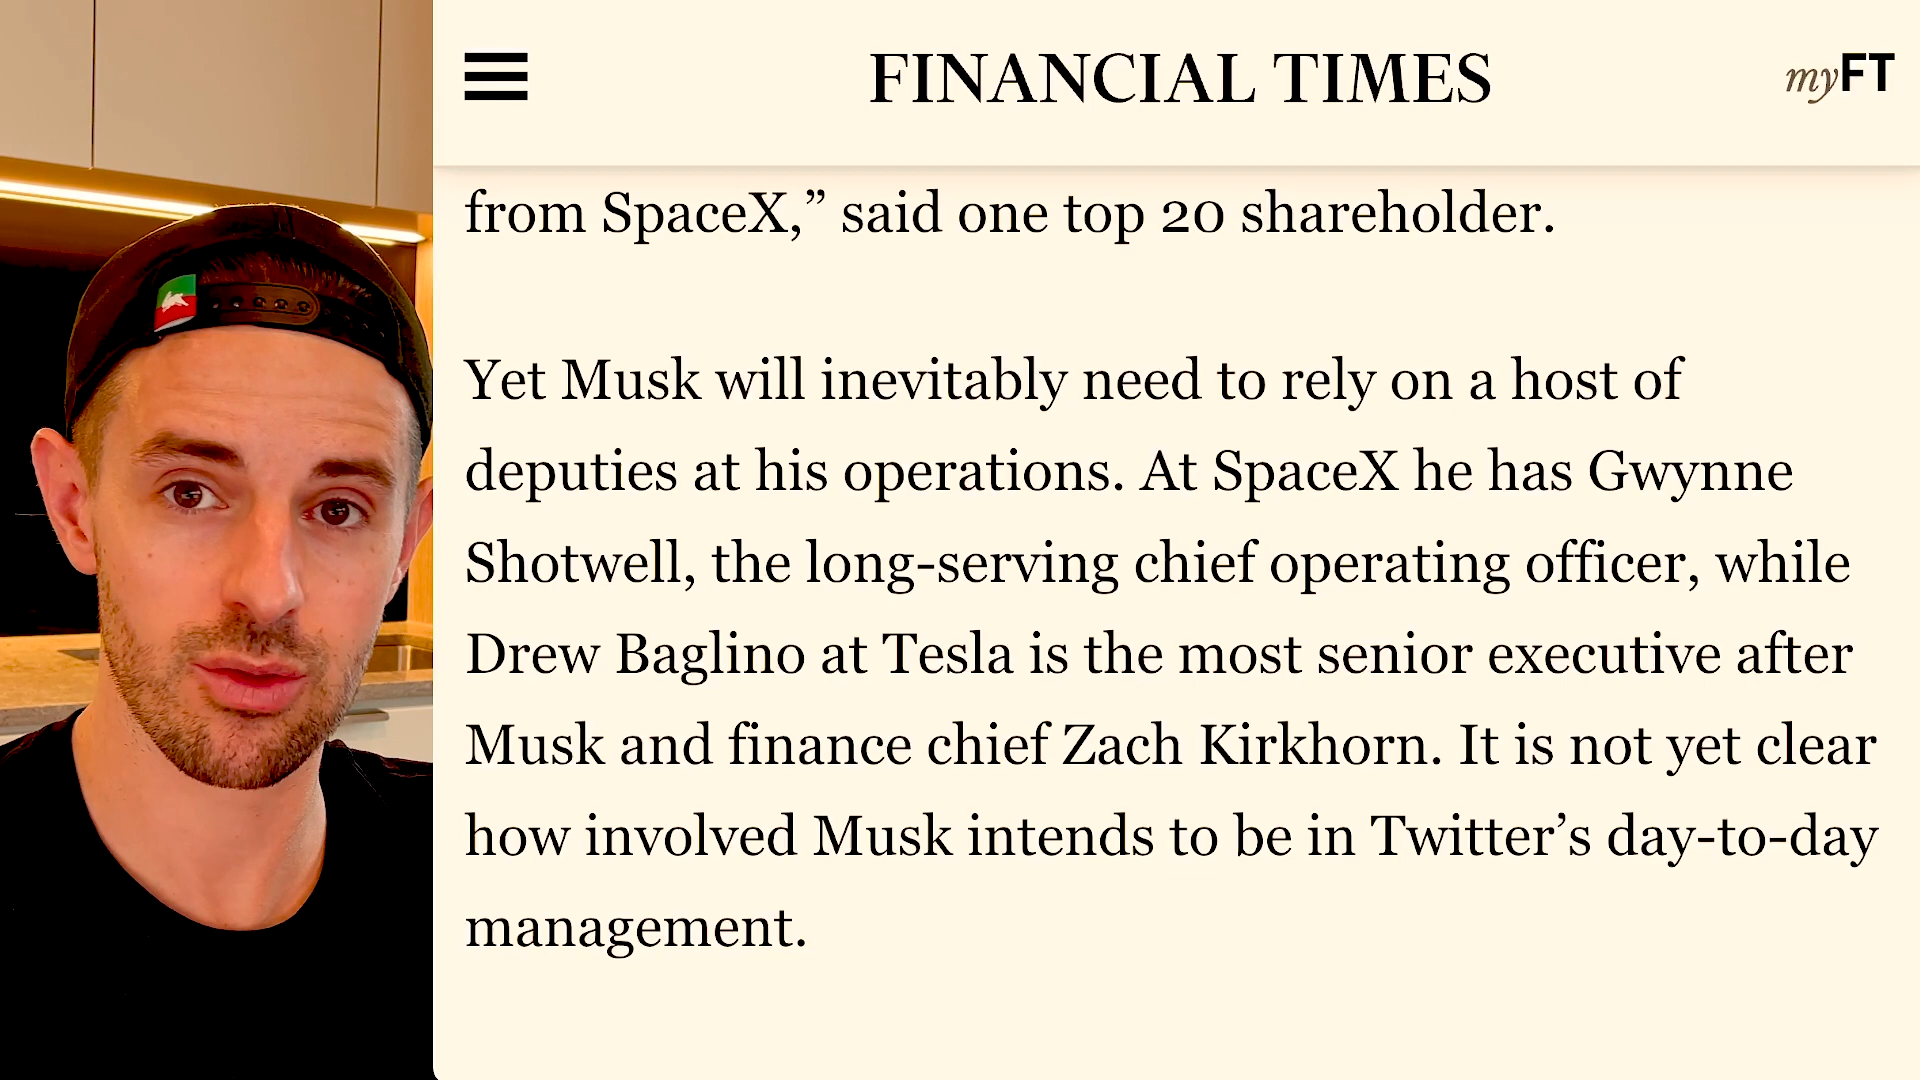 FINANCIAL TIMES
myFT
from SpaceX,” said one top 20 shareholder.
Yet Musk will inevitably need to rely on a host of
deputies at his operations. At SpaceX he has Gwynne
Shotwell, the long-serving chief operating officer, while
Drew Baglino at Tesla is the most senior executive after
Musk and finance chief Zach Kirkhorn. It is not yet clear
how involved Musk intends to be in Twitter’s day-to-day
management.